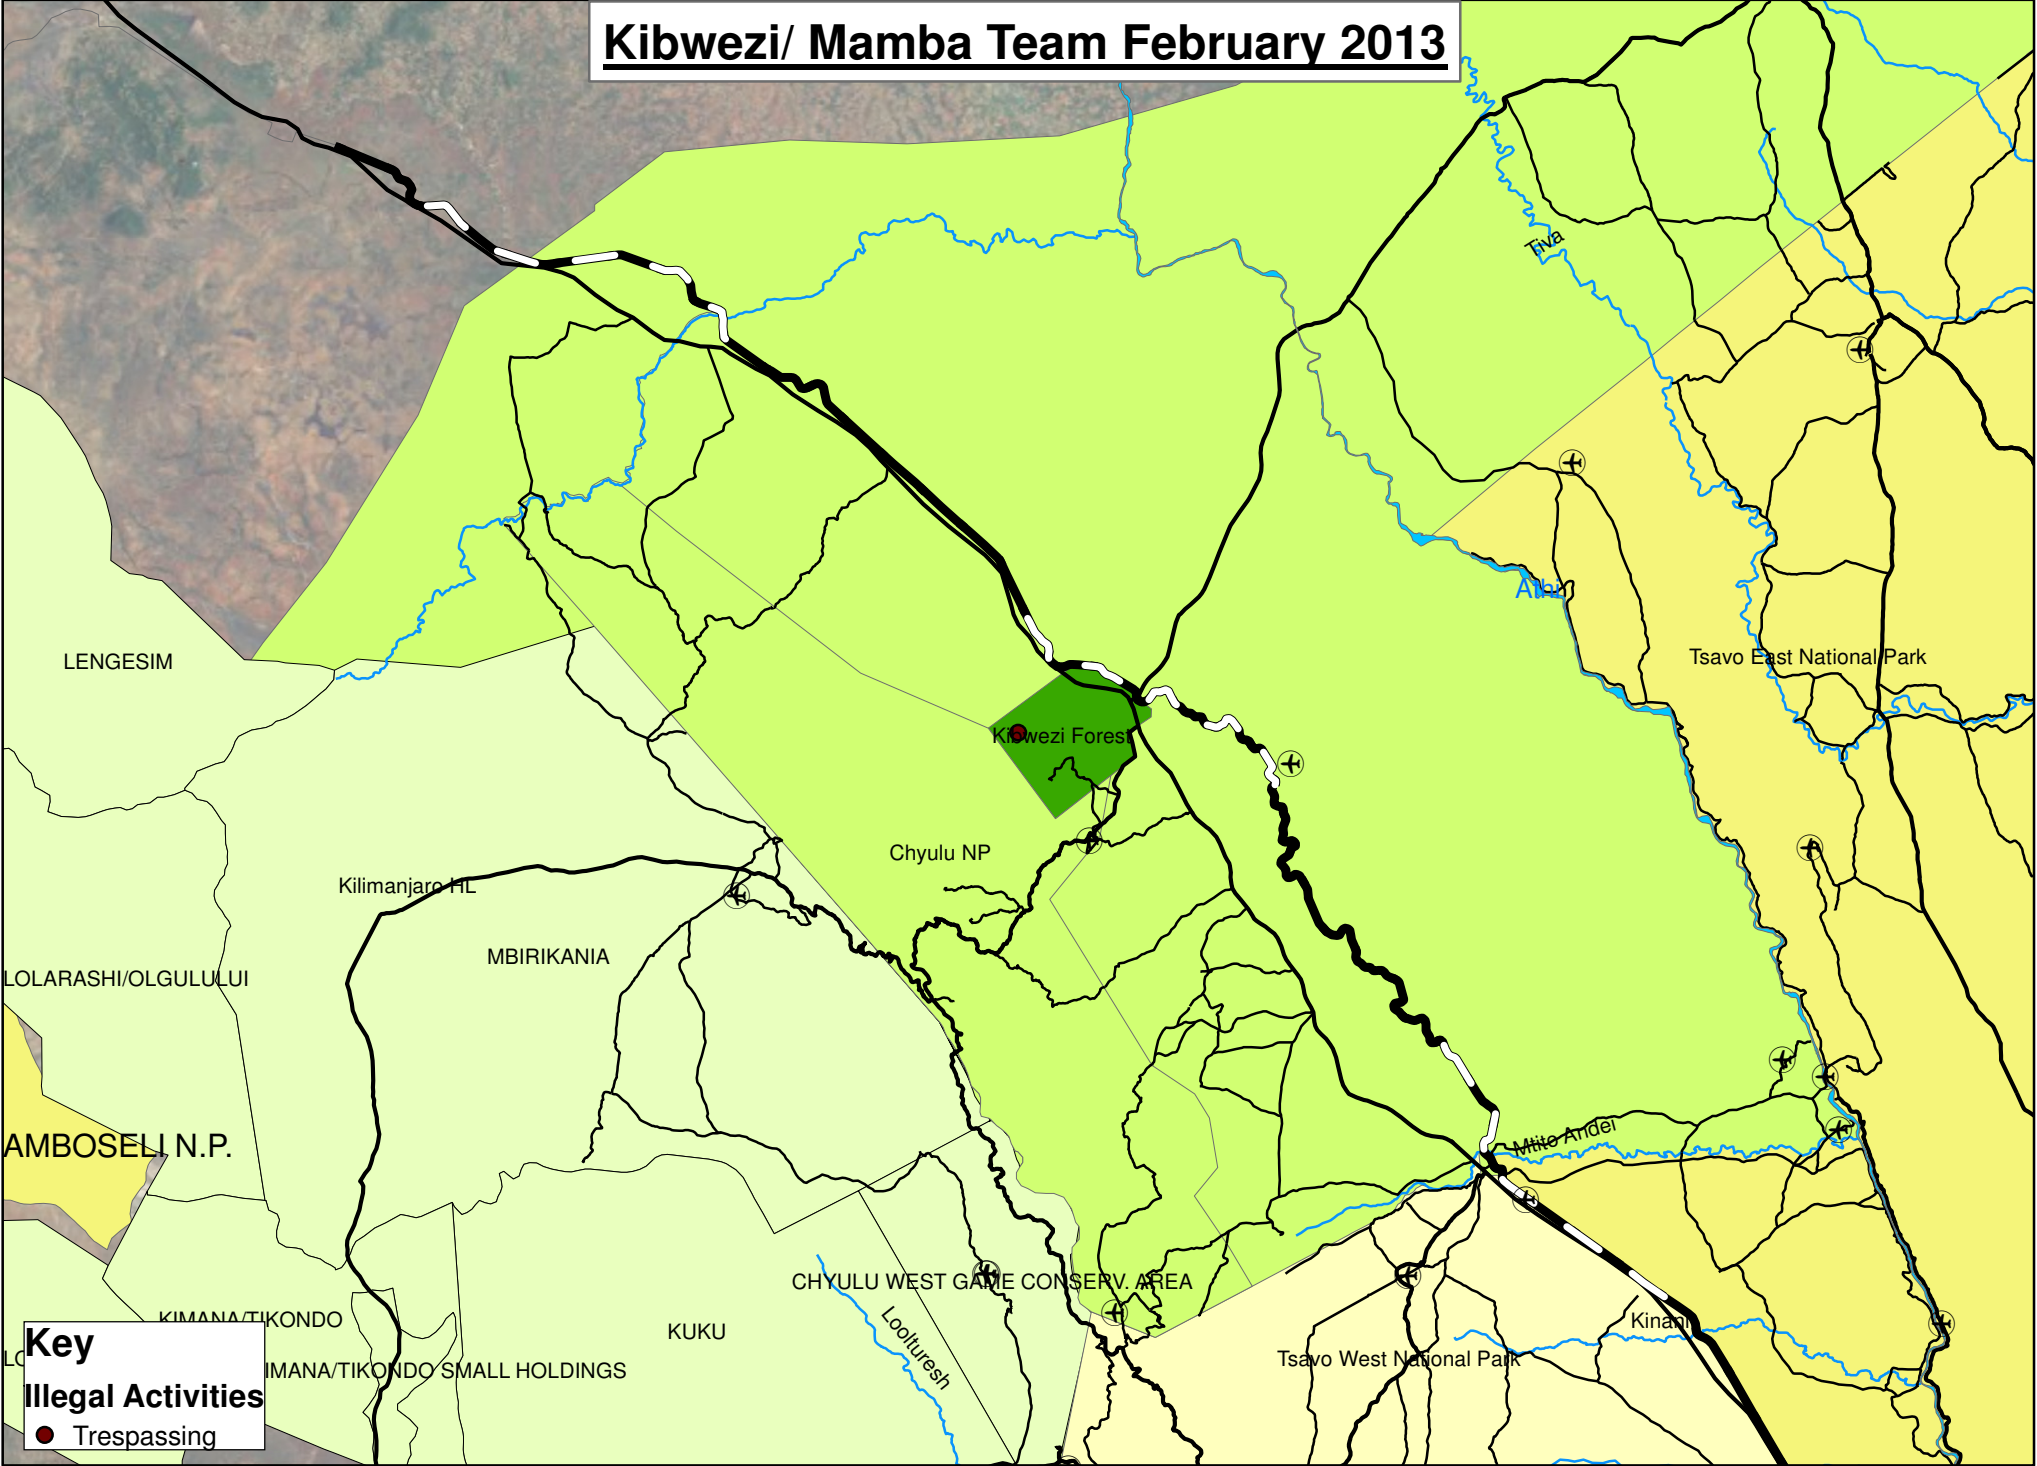 Kibwezi/ Mamba Team February 2013
Tiva
Athi
LENGESIM
Tsavo East National Park
Kibwezi Forest
Chyulu NP
Kilimanjaro HL
MBIRIKANIA
LOLARASHI/OLGULULUI
AMBOSELI N.P.
Mtito Andei
CHYULU WEST GAME CONSERV. AREA
KIMANA/TIKONDO
Loolturesh
KUKU
Kinani
Tsavo West National Park
IMANA/TIKONDO SMALL HOLDINGS
Key
Illegal Activities
Trespassing